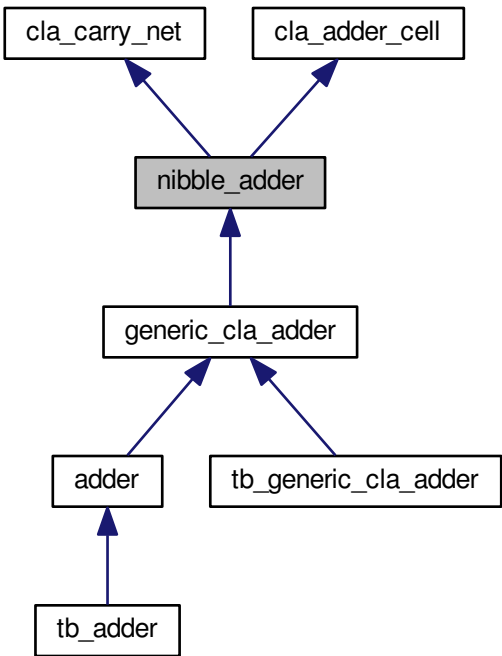 cla_carry_net
cla_adder_cell
nibble_adder
generic_cla_adder
adder
tb_generic_cla_adder
tb_adder